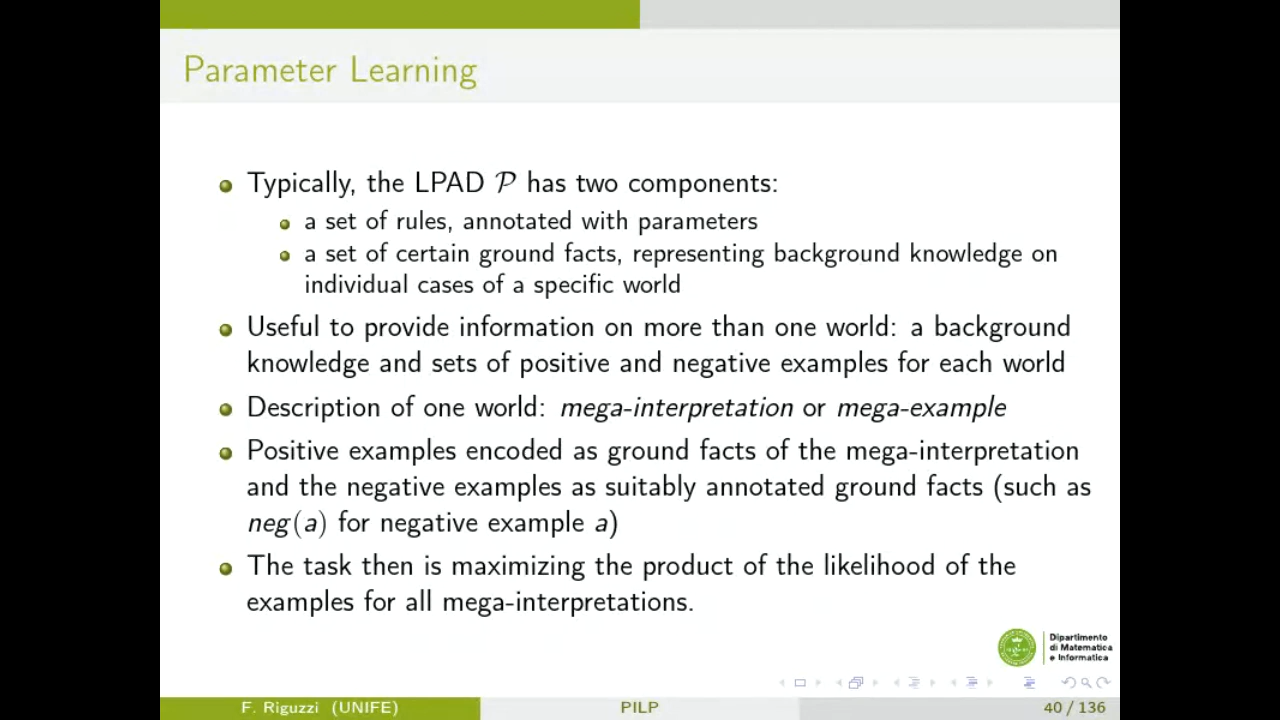 Parameter Learning
Typically, the LPAD 𝒫 has two components:
a set of rules, annotated with parameters
a set of certain ground facts, representing background knowledge on
individual cases of a specific world
Useful to provide information on more than one world: a background
knowledge and sets of positive and negative examples for each world
Description of one world: mega-interpretation or mega-example
Positive examples encoded as ground facts of the mega-interpretation
and the negative examples as suitably annotated ground facts (such as
neg(a) for negative example a)
The task then is maximizing the product of the likelihood of the
examples for all mega-interpretations.
Dipartimento
di Matematica
e Informatica
F. Riguzzi (UNIFE) PILP 40 / 136